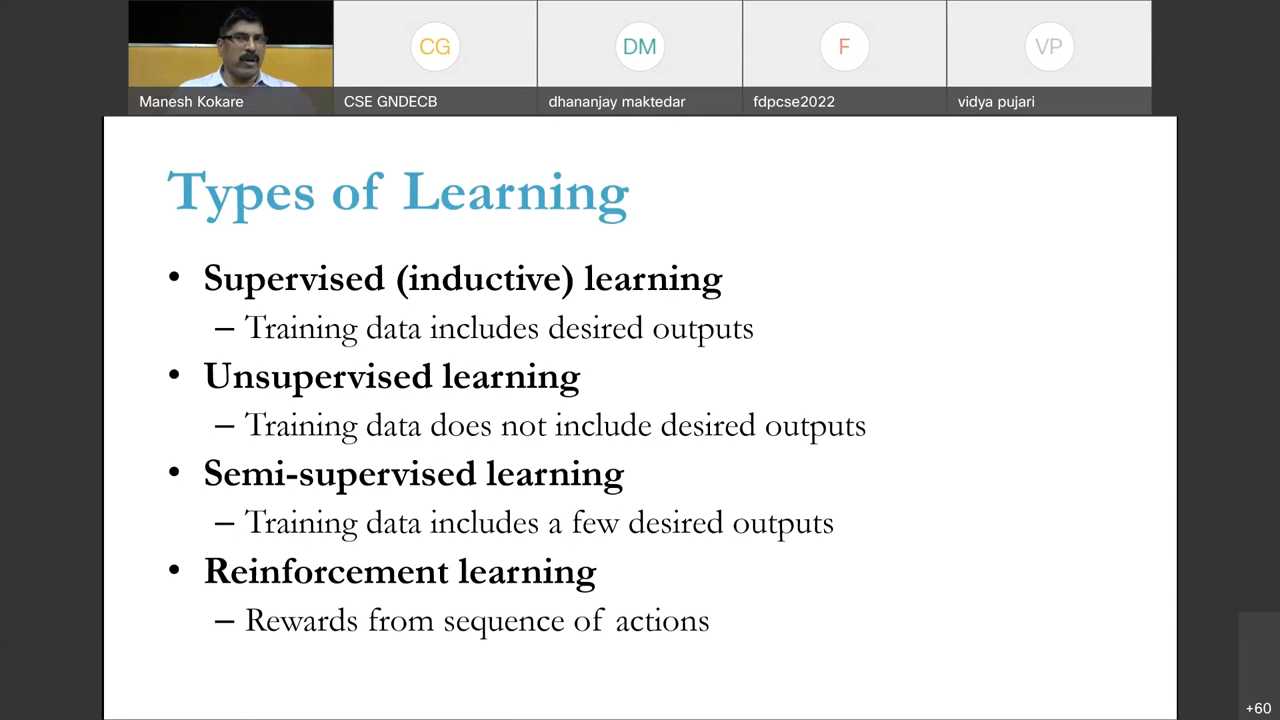 CG
DM
F
VP
Manesh Kokare
CSE GNDECB
dhananjay maktedar
fdpcse2022
vidya pujari
Types of Learning
• Supervised (inductive) learning
– Training data includes desired outputs
• Unsupervised learning
– Training data does not include desired outputs
• Semi-supervised learning
– Training data includes a few desired outputs
• Reinforcement learning
– Rewards from sequence of actions
+60